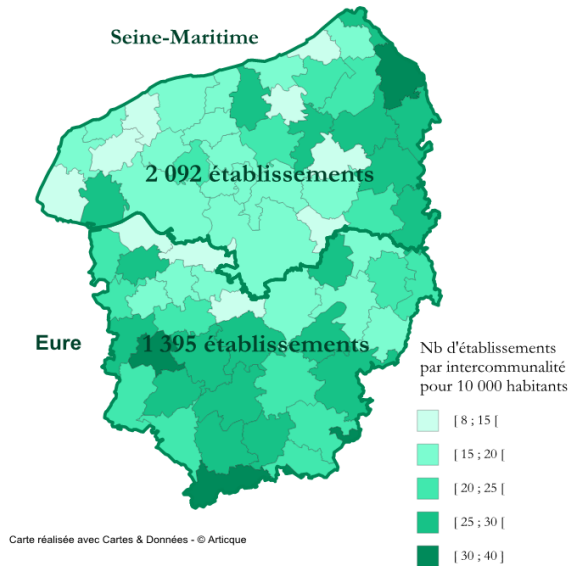 Seine-Maritime
2 092 établissements
Eure
1 395 établissements
Nb d'établissements
par intercommunalité
pour 10 000 habitants
[ 8 ; 15 [
[ 15 ; 20 [
[ 20 ; 25 [
[ 25 ; 30 [
[ 30 ; 40 ]
Carte réalisée avec Cartes & Données - © Articque